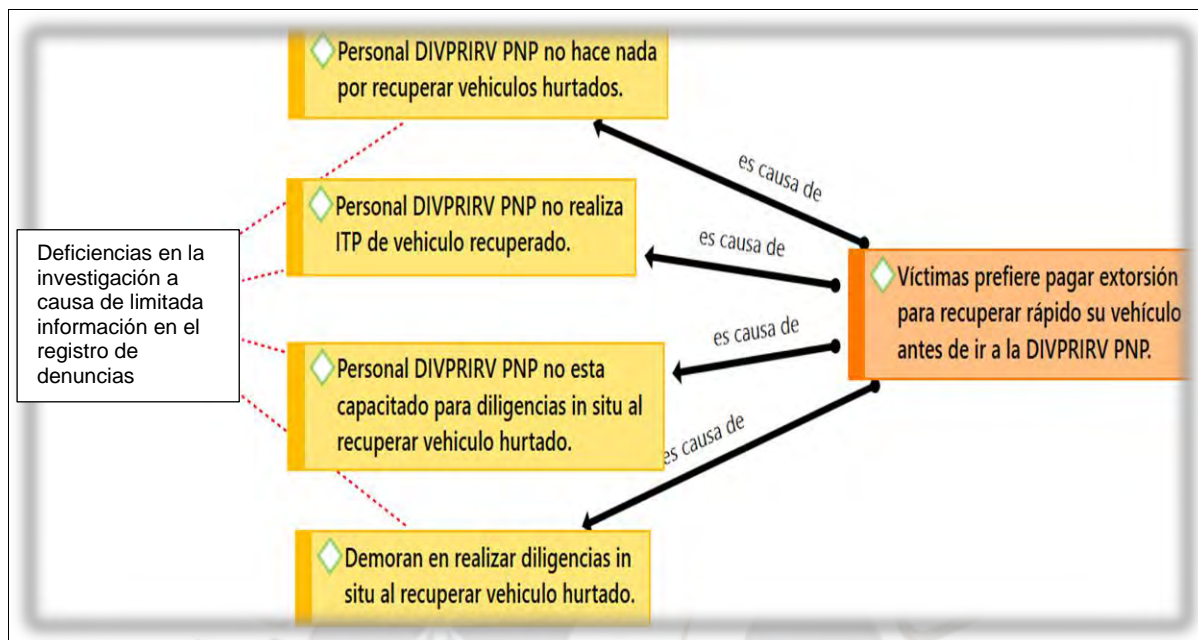 Personal DIVPRIRV PNP no hace nada
por recuperar vehiculos hurtados.
es causa de
Personal DIVPRIRV PNP no realiza
ITP de vehiculo recuperado.
es causa de
Deficiencias en la
investigación a
causa de limitada
información en el
registro de
denuncias
Víctimas prefiere pagar extorsión
para recuperar rápido su vehículo
antes de ir a la DIVPRIRV PNP.
es causa de
Personal DIVPRIRV PNP no esta
capacitado para diligencias in situ al
recuperar vehiculo hurtado.
es causa de
Demoran en realizar diligencias in
situ al recuperar vehiculo hurtado.